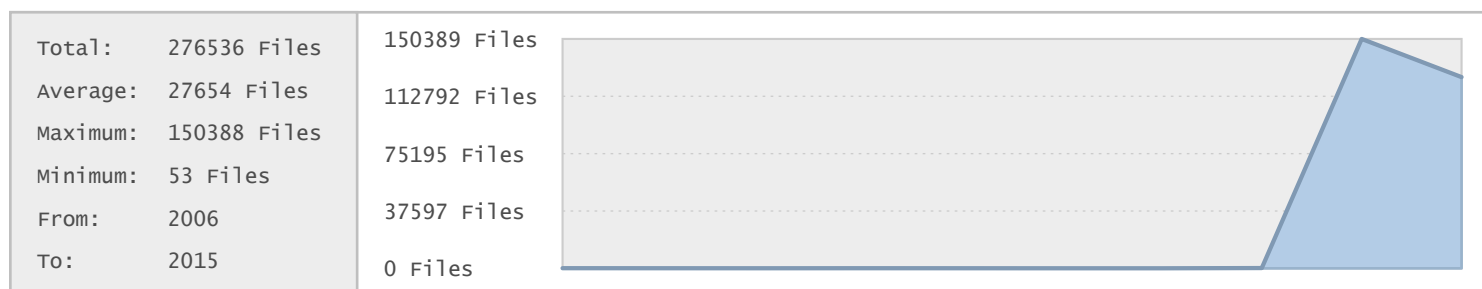 Total: 276536 Files
Average: 27654 Files
Maximum: 150388 Files
Minimum: 53 Files
From: 2006
To: 2015
150389 Files
112792 Files
75195 Files
37597 Files
0 Files